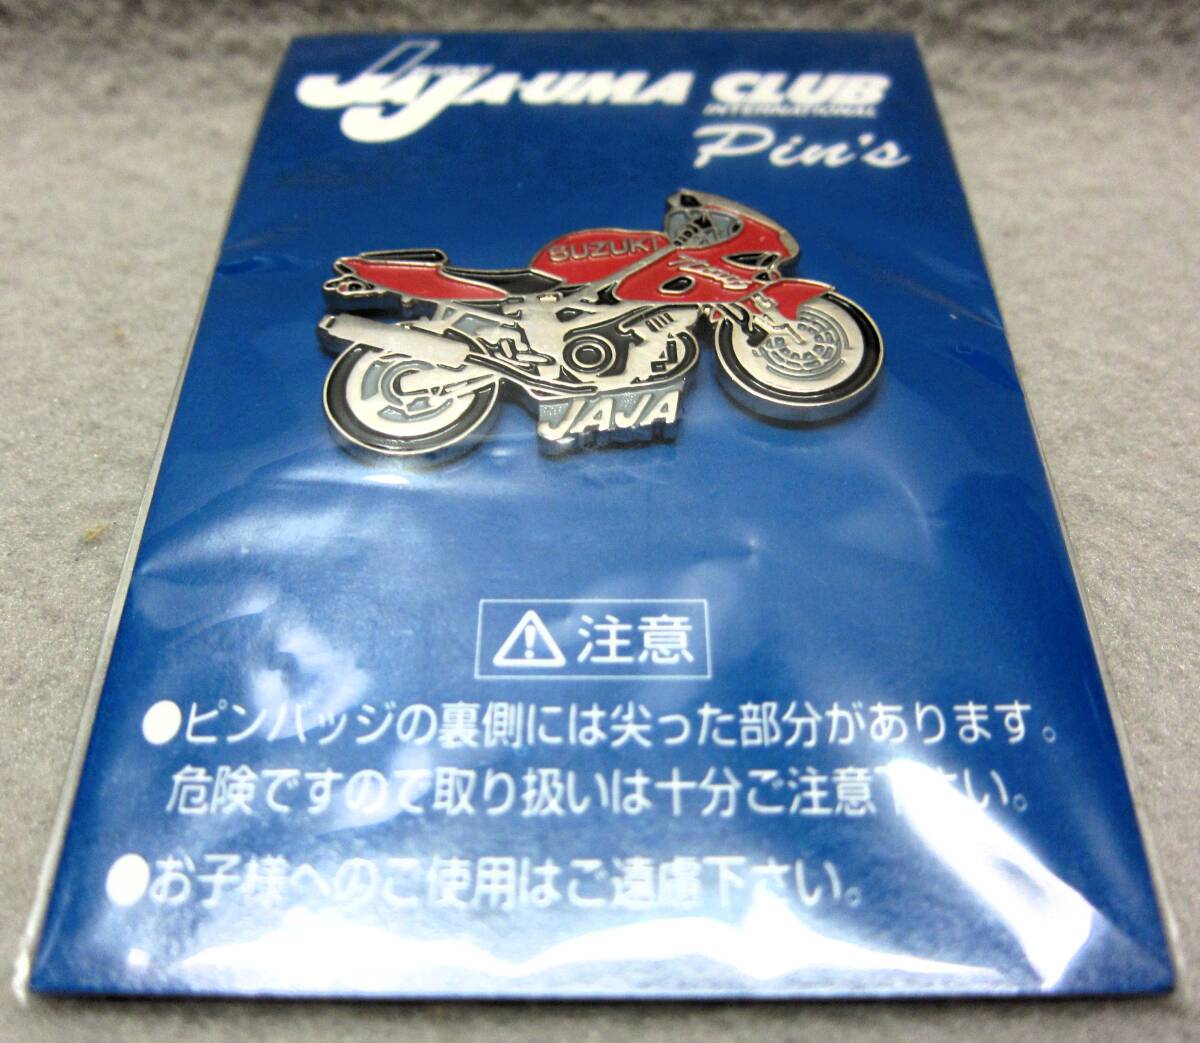 JAJA-UMA CLUB
INTERNATIONAL
Pin's
SUZUKI
JAJA
注意
●ピンバッジの裏側には尖った部分があります。
危険ですので取り扱いは十分ご注意下さい。
●お子様へのご使用はご遠慮下さい。